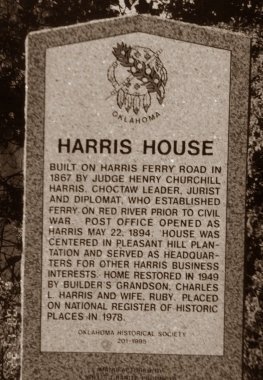 OKLAHOMA
HARRIS HOUSE
BUILT ON HARRIS FERRY ROAD IN
1867 BY JUDGE HENRY CHURCHILL
HARRIS, CHOCTAW LEADER, JURIST
AND DIPLOMAT, WHO ESTABLISHED
FERRY ON RED RIVER PRIOR TO CIVIL
WAR. POST OFFICE OPENED AS
HARRIS MAY 22, 1894. HOUSE WAS
CENTERED IN PLEASANT HILL PLAN-
TATION AND SERVED AS HEADQUAR-
TERS FOR OTHER HARRIS BUSINESS
INTERESTS. HOME RESTORED IN 1949
BY BUILDER'S GRANDSON, CHARLES
L. HARRIS AND WIFE, RUBY. PLACED
ON NATIONAL REGISTER OF HISTORIC
PLACES IN 1978.
OKLAHOMA HISTORICAL SOCIETY
201-1995